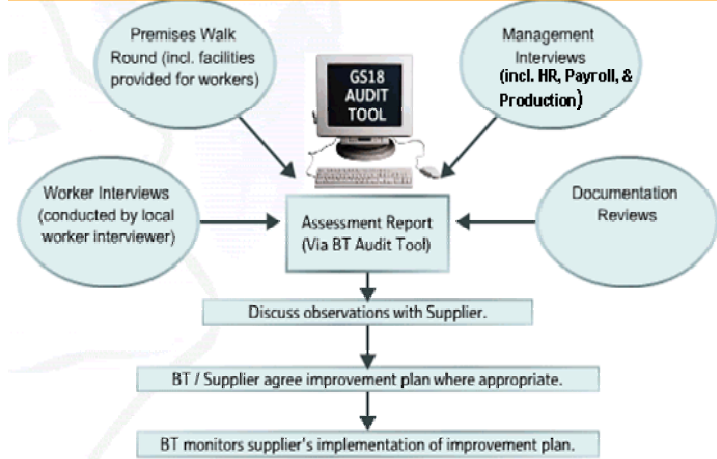 Premises Walk
Round (incl. facilities
provided for workers)
GS18
AUDIT
TOOL
Management
Interviews
(incl. HR, Payroll, &
Production)
Worker Interviews
(conducted by local
worker interviewer)
Assessment Report
(Via BT Audit Tool)
Documentation
Reviews
Discuss observations with Supplier.
BT / Supplier agree improvement plan where appropriate.
BT monitors supplier's implementation of improvement plan.